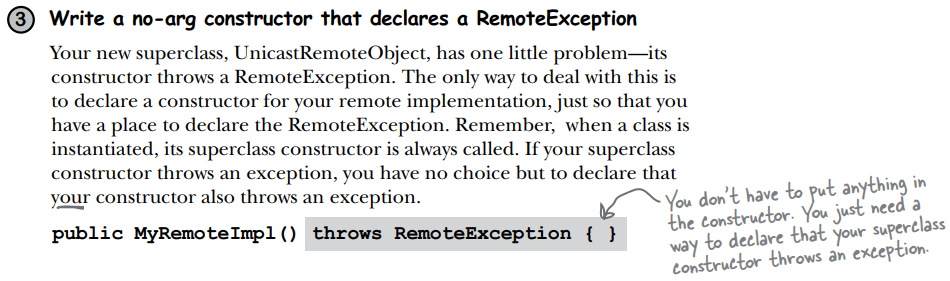 3 Write a no-arg constructor that declares a RemoteException
Your new superclass, UnicastRemoteObject, has one little problem—its
constructor throws a RemoteException. The only way to deal with this is
to declare a constructor for your remote implementation, just so that you
have a place to declare the RemoteException. Remember, when a class is
instantiated, its superclass constructor is always called. If your superclass
constructor throws an exception, you have no choice but to declare that
your constructor also throws an exception.
public MyRemoteImpl() throws RemoteException { }
You don't have to put anything in
the constructor. You just need a
way to declare that your superclass
constructor throws an exception.